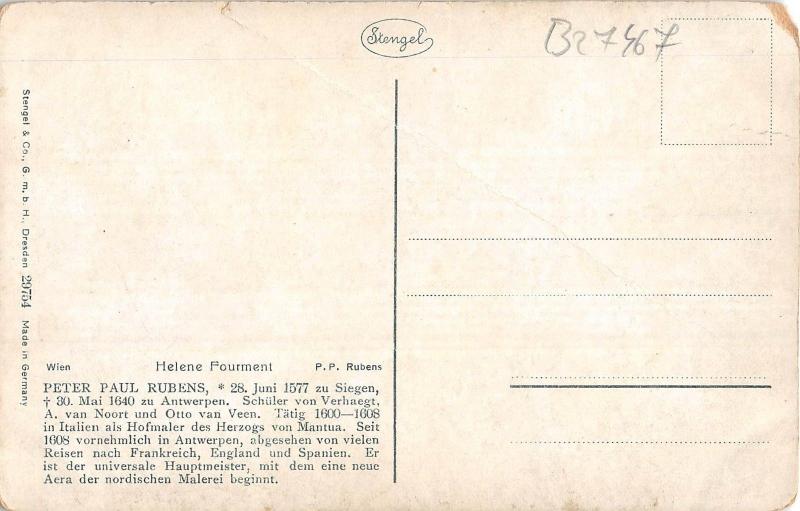 Stengel
B27467
Stengel & Co., G. m. b. H., Dresden 29754 Made in Germany
Wien Helene Fourment P. P. Rubens
PETER PAUL RUBENS, * 28. Juni 1577 zu Siegen,
† 30. Mai 1640 zu Antwerpen. Schüler von Verhaegt,
A. van Noort und Otto van Veen. Tätig 1600—1608
in Italien als Hofmaler des Herzogs von Mantua. Seit
1608 vornehmlich in Antwerpen, abgesehen von vielen
Reisen nach Frankreich, England und Spanien. Er
ist der universale Hauptmeister, mit dem eine neue
Aera der nordischen Malerei beginnt.